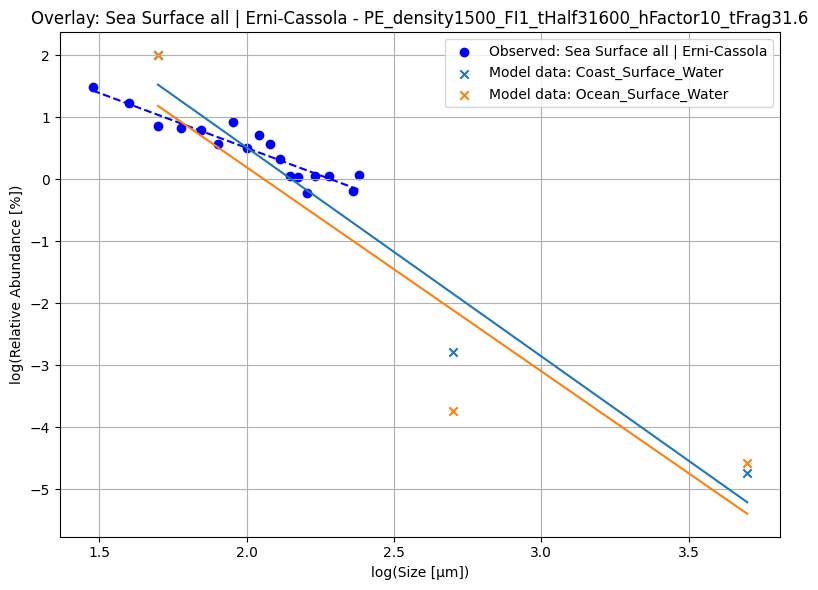 Overlay: Sea Surface all | Erni-Cassola - PE_density1500_FI1_tHalf31600_hFactor10_tFrag31.6
Observed: Sea Surface all | Erni-Cassola
Model data: Coast_Surface_Water
Model data: Ocean_Surface_Water
log(Relative Abundance [%])
2
1
0
−1
−2
−3
−4
−5
1.5 2.0 2.5 3.0 3.5
log(Size [μm])